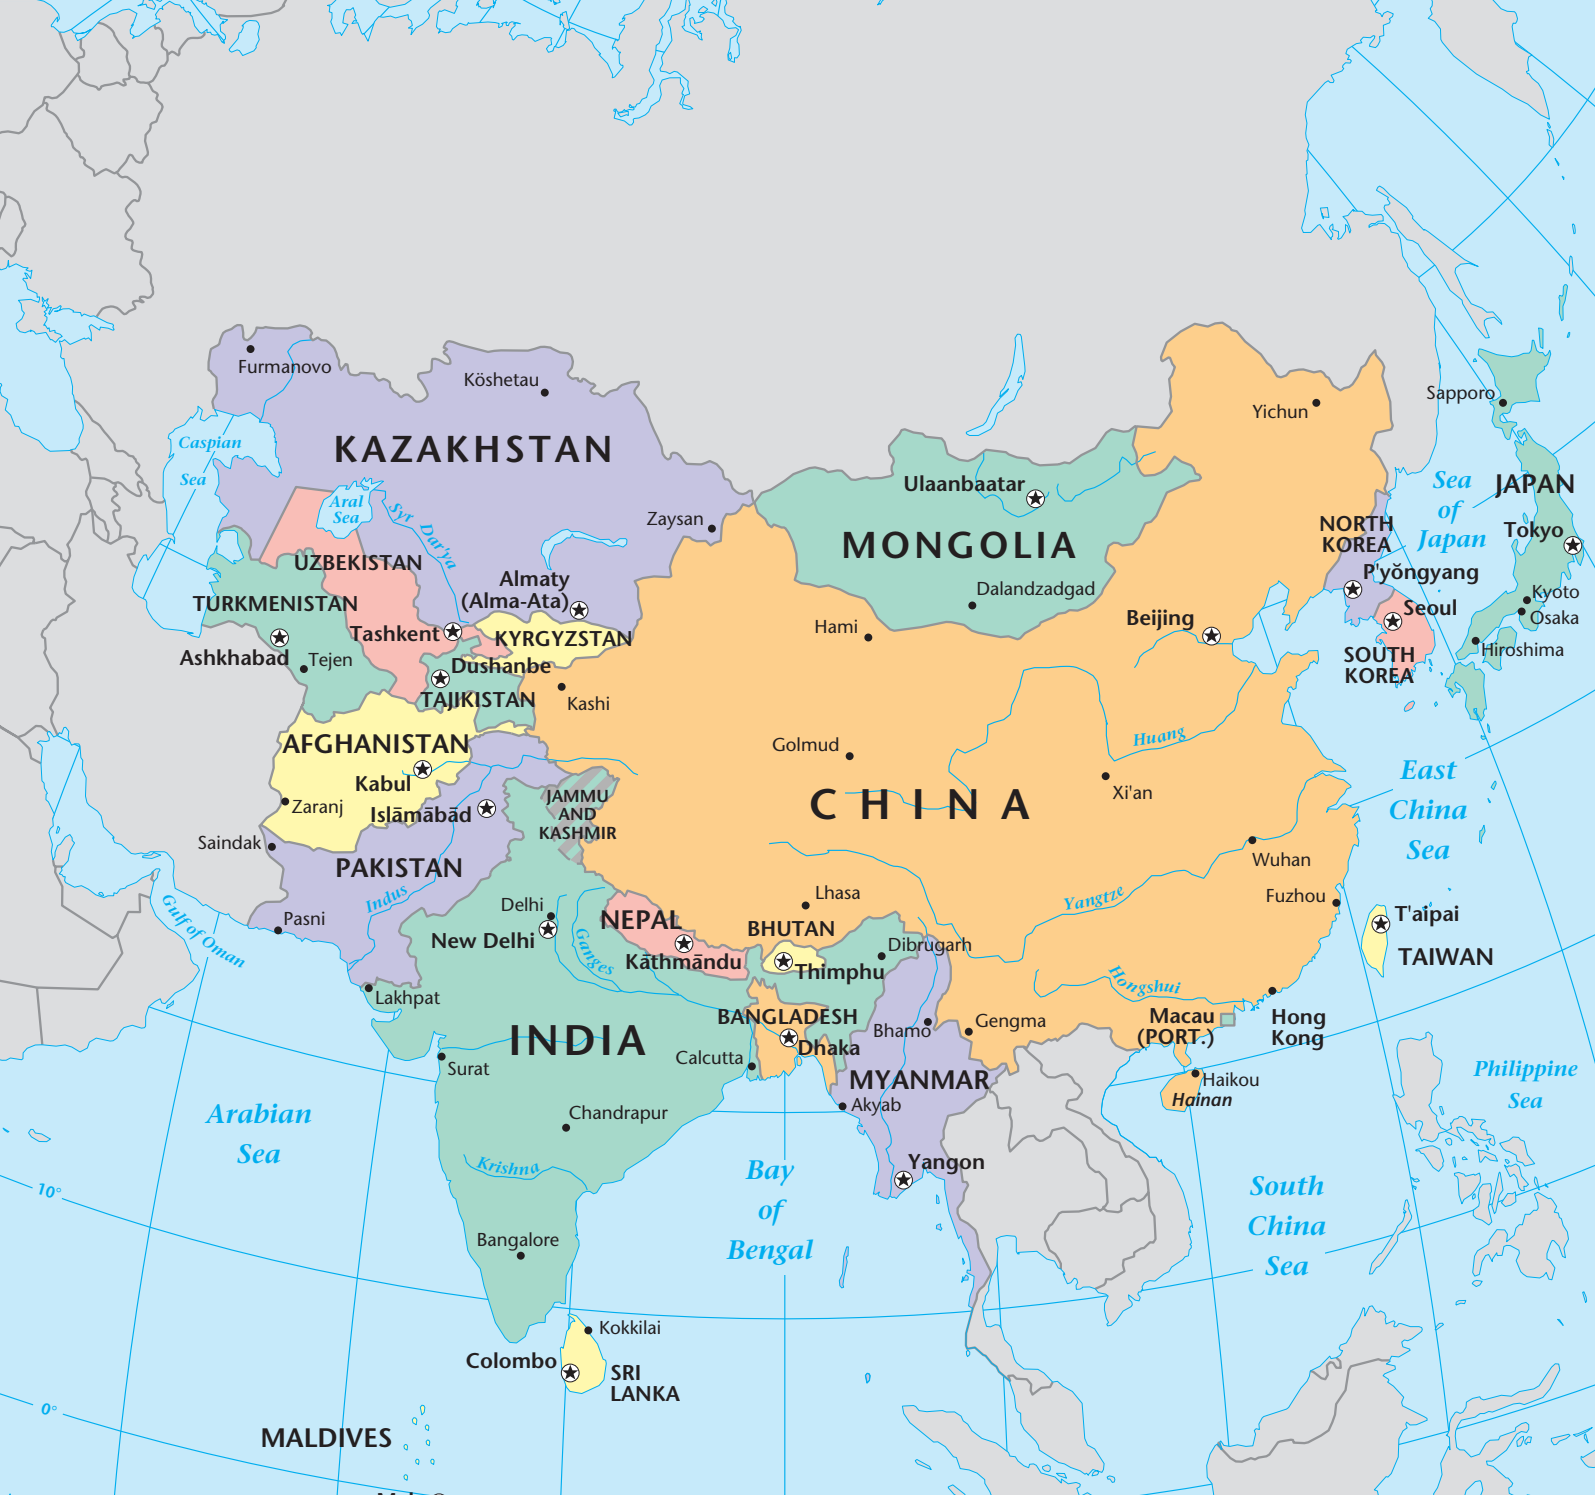 Furmanovo
Köshetau
Sapporo
Yichun
Caspian
Sea
KAZAKHSTAN
Aral
Sea
Syr Dar'ya
Zaysan
Ulaanbaatar
MONGOLIA
Dalandzadgad
Sea
of
Japan
JAPAN
Tokyo
NORTH
KOREA
P'yŏngyang
Kyoto
Osaka
Hiroshima
Seoul
SOUTH
KOREA
UZBEKISTAN
TURKMENISTAN
Almaty
(Alma-Ata)
Tashkent
KYRGYZSTAN
Ashkhabad
Tejen
Dushanbe
TAJIKISTAN
Hami
Beijing
Kashi
AFGHANISTAN
Kabul
Zaranj
Islāmābād
Saindak
PAKISTAN
Indus
Pasni
Gulf of Oman
JAMMU
AND
KASHMIR
Golmud
Huang
Xi'an
CHINA
East
China
Sea
Wuhan
Fuzhou
Yangtze
Lhasa
Delhi
New Delhi
Ganges
NEPAL
Kāthmāndu
BHUTAN
Thimphu
Dibrugarh
T'aipai
TAIWAN
Hongshui
Lakhpat
INDIA
BANGLADESH
Dhaka
Bhamo
Gengma
Macau
(PORT.)
Hong
Kong
Surat
Calcutta
MYANMAR
Akyab
Haikou
Hainan
Philippine
Sea
Arabian
Sea
Chandrapur
Krishna
Bay
of
Bengal
Yangon
South
China
Sea
10°
Bangalore
Kokkilai
Colombo
SRI
LANKA
0°
MALDIVES